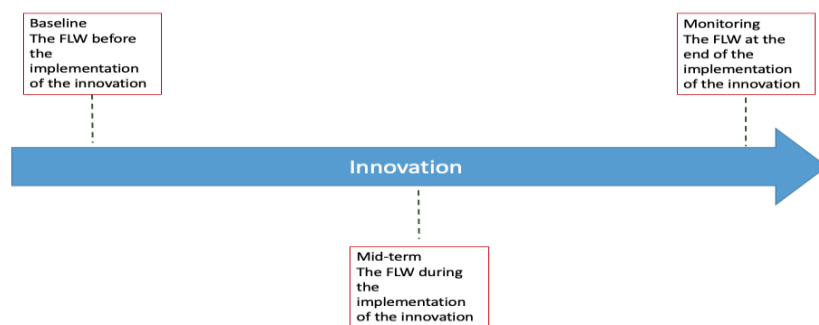 Baseline
The FLW before
the
implementation
of the innovation
Monitoring
The FLW at the
end of the
implementation
of the innovation
Innovation
Mid-term
The FLW during
the
implementation
of the innovation